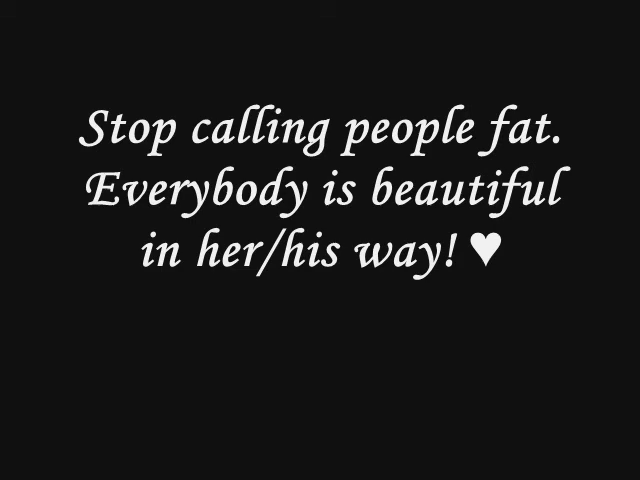 Stop calling people fat.
Everybody is beautiful
in her/his way! ♥